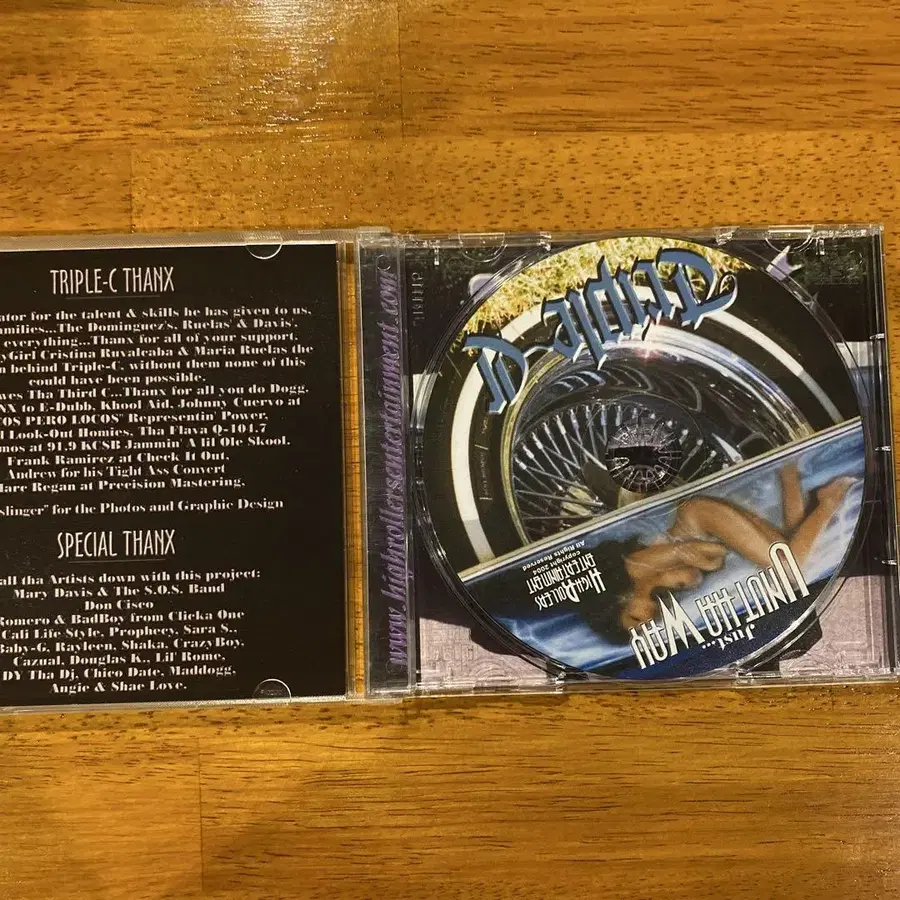 TRIPLE-C THANX
ator for the talent & skills he has given to us.
amilies...The Dominguez's, Ruelas' & Davis'.
everything...Thanx for all of your support.
yGirl Cristina Ruvalcaba & Maria Ruelas the
n behind Triple-C, without them none of this
could have been possible.
ves Tha Third C...Thanx for all you do Dogg.
NX to E-Dubb, Khool Aid, Johnny Cuervo at
OS PERO LOCOS" Representin' Power.
l Look-Out Homies, Tha Flava Q-104.7
mos at 91.9 KCSB Jammin' A lil Ole Skool.
Frank Ramirez at Check It Out.
Andrew for his Tight Ass Convert
Marc Regan at Precision Mastering.
slinger" for the Photos and Graphic Design
SPECIAL THANX
all tha Artists down with this project:
Mary Davis & The S.O.S. Band
Don Cisco
Romero & BadBoy from Clicka One
Cali Life Style, Prophecy, Sara S.,
Baby-G, Rayleen, Shaka, CrazyBoy,
Cazual, Douglas K., Lil' Rome,
DY Tha Dj, Chico Date, Maddogg,
Angie & Shae Love.
www.highrollersentertainment.com
Triple-C
Just...
UNUTHA WAY
HIGH ROLLERS
ENTERTAINMENT
copyright 2004
All Rights Reserved